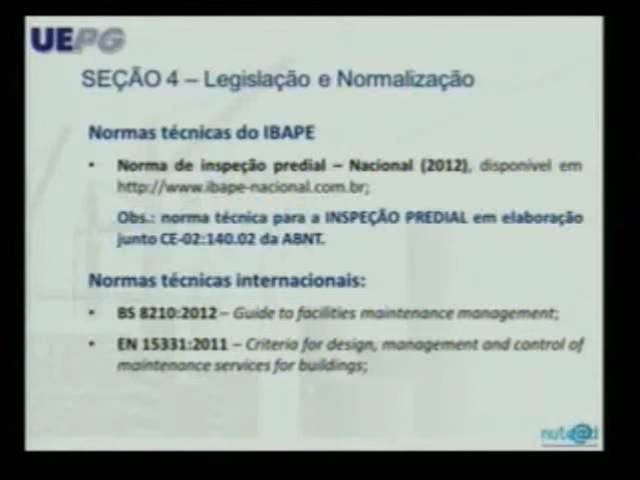 UEPG
SEÇÃO 4 – Legislação e Normalização
Normas técnicas do IBAPE
• Norma de inspeção predial – Nacional (2012), disponível em
http://www.ibape-nacional.com.br;
Obs.: norma técnica para a INSPEÇÃO PREDIAL em elaboração
junto CE-02:140.02 da ABNT.
Normas técnicas internacionais:
• BS 8210:2012 – Guide to facilities maintenance management;
• EN 15331:2011 – Criteria for design, management and control of
maintenance services for buildings;
nute@d